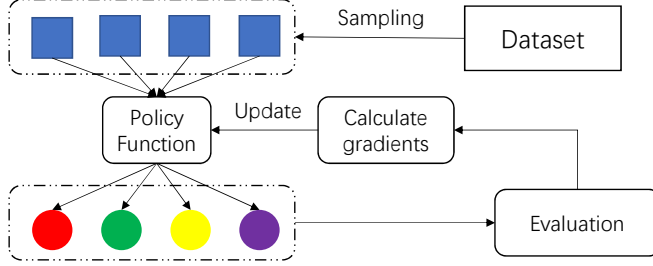 Sampling
Dataset
Policy
Function
Update
Calculate
gradients
Evaluation